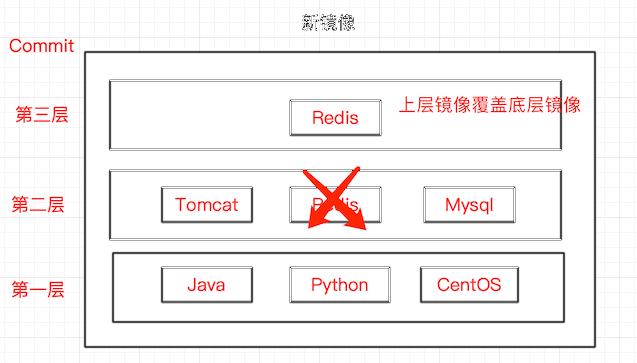 新镜像
Commit
第三层
Redis
上层镜像覆盖底层镜像
第二层
Tomcat
Redis
Mysql
第一层
Java
Python
CentOS